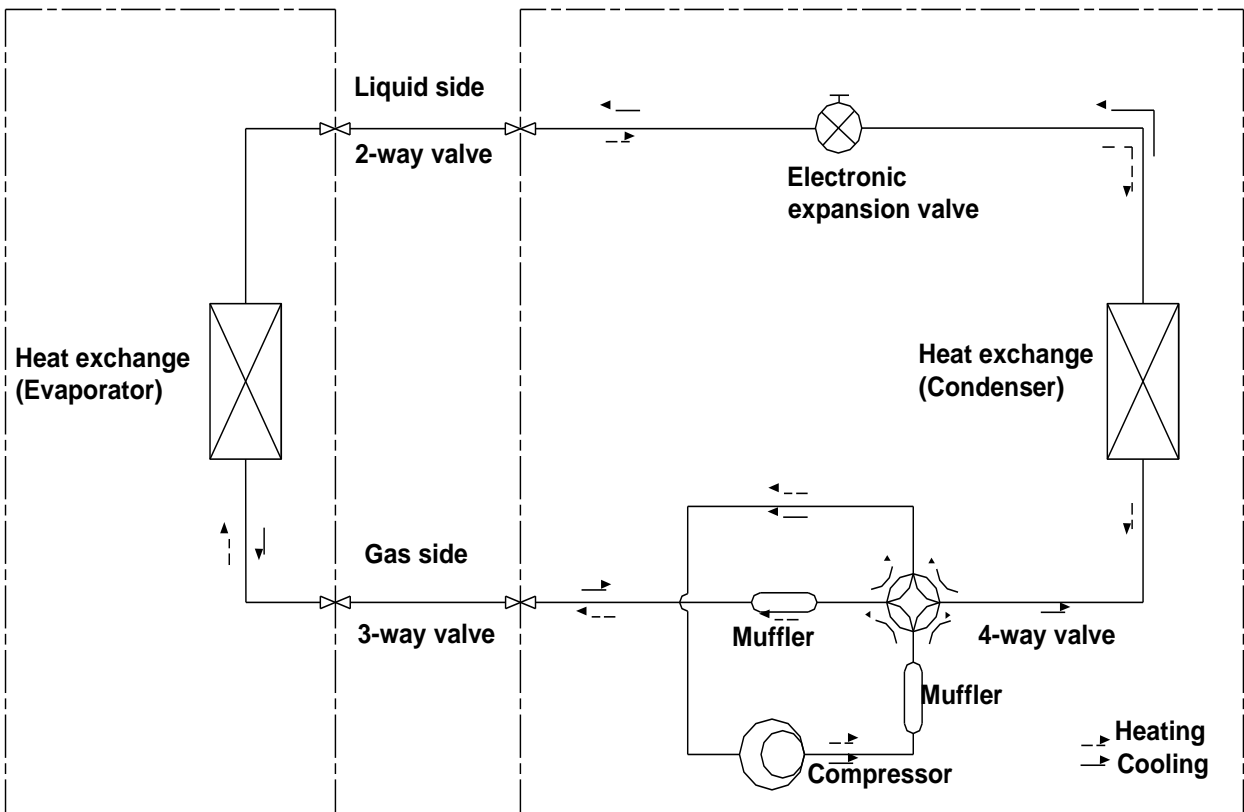 Liquid side
2-way valve
Electronic
expansion valve
Heat exchange
(Evaporator)
Heat exchange
(Condenser)
Gas side
3-way valve
Muffler
4-way valve
Muffler
Compressor
Heating
Cooling